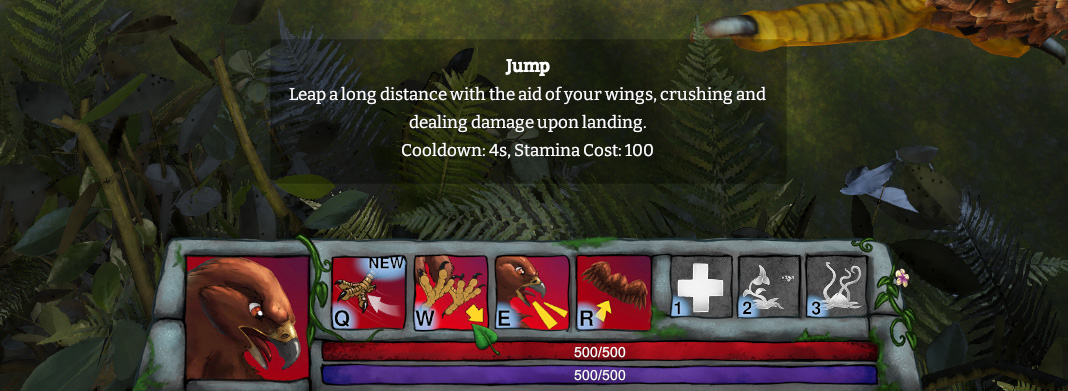 Jump
Leap a long distance with the aid of your wings, crushing and
dealing damage upon landing.
Cooldown: 4s, Stamina Cost: 100
NEW
Q
W
E
R
1
2
3
500/500
500/500